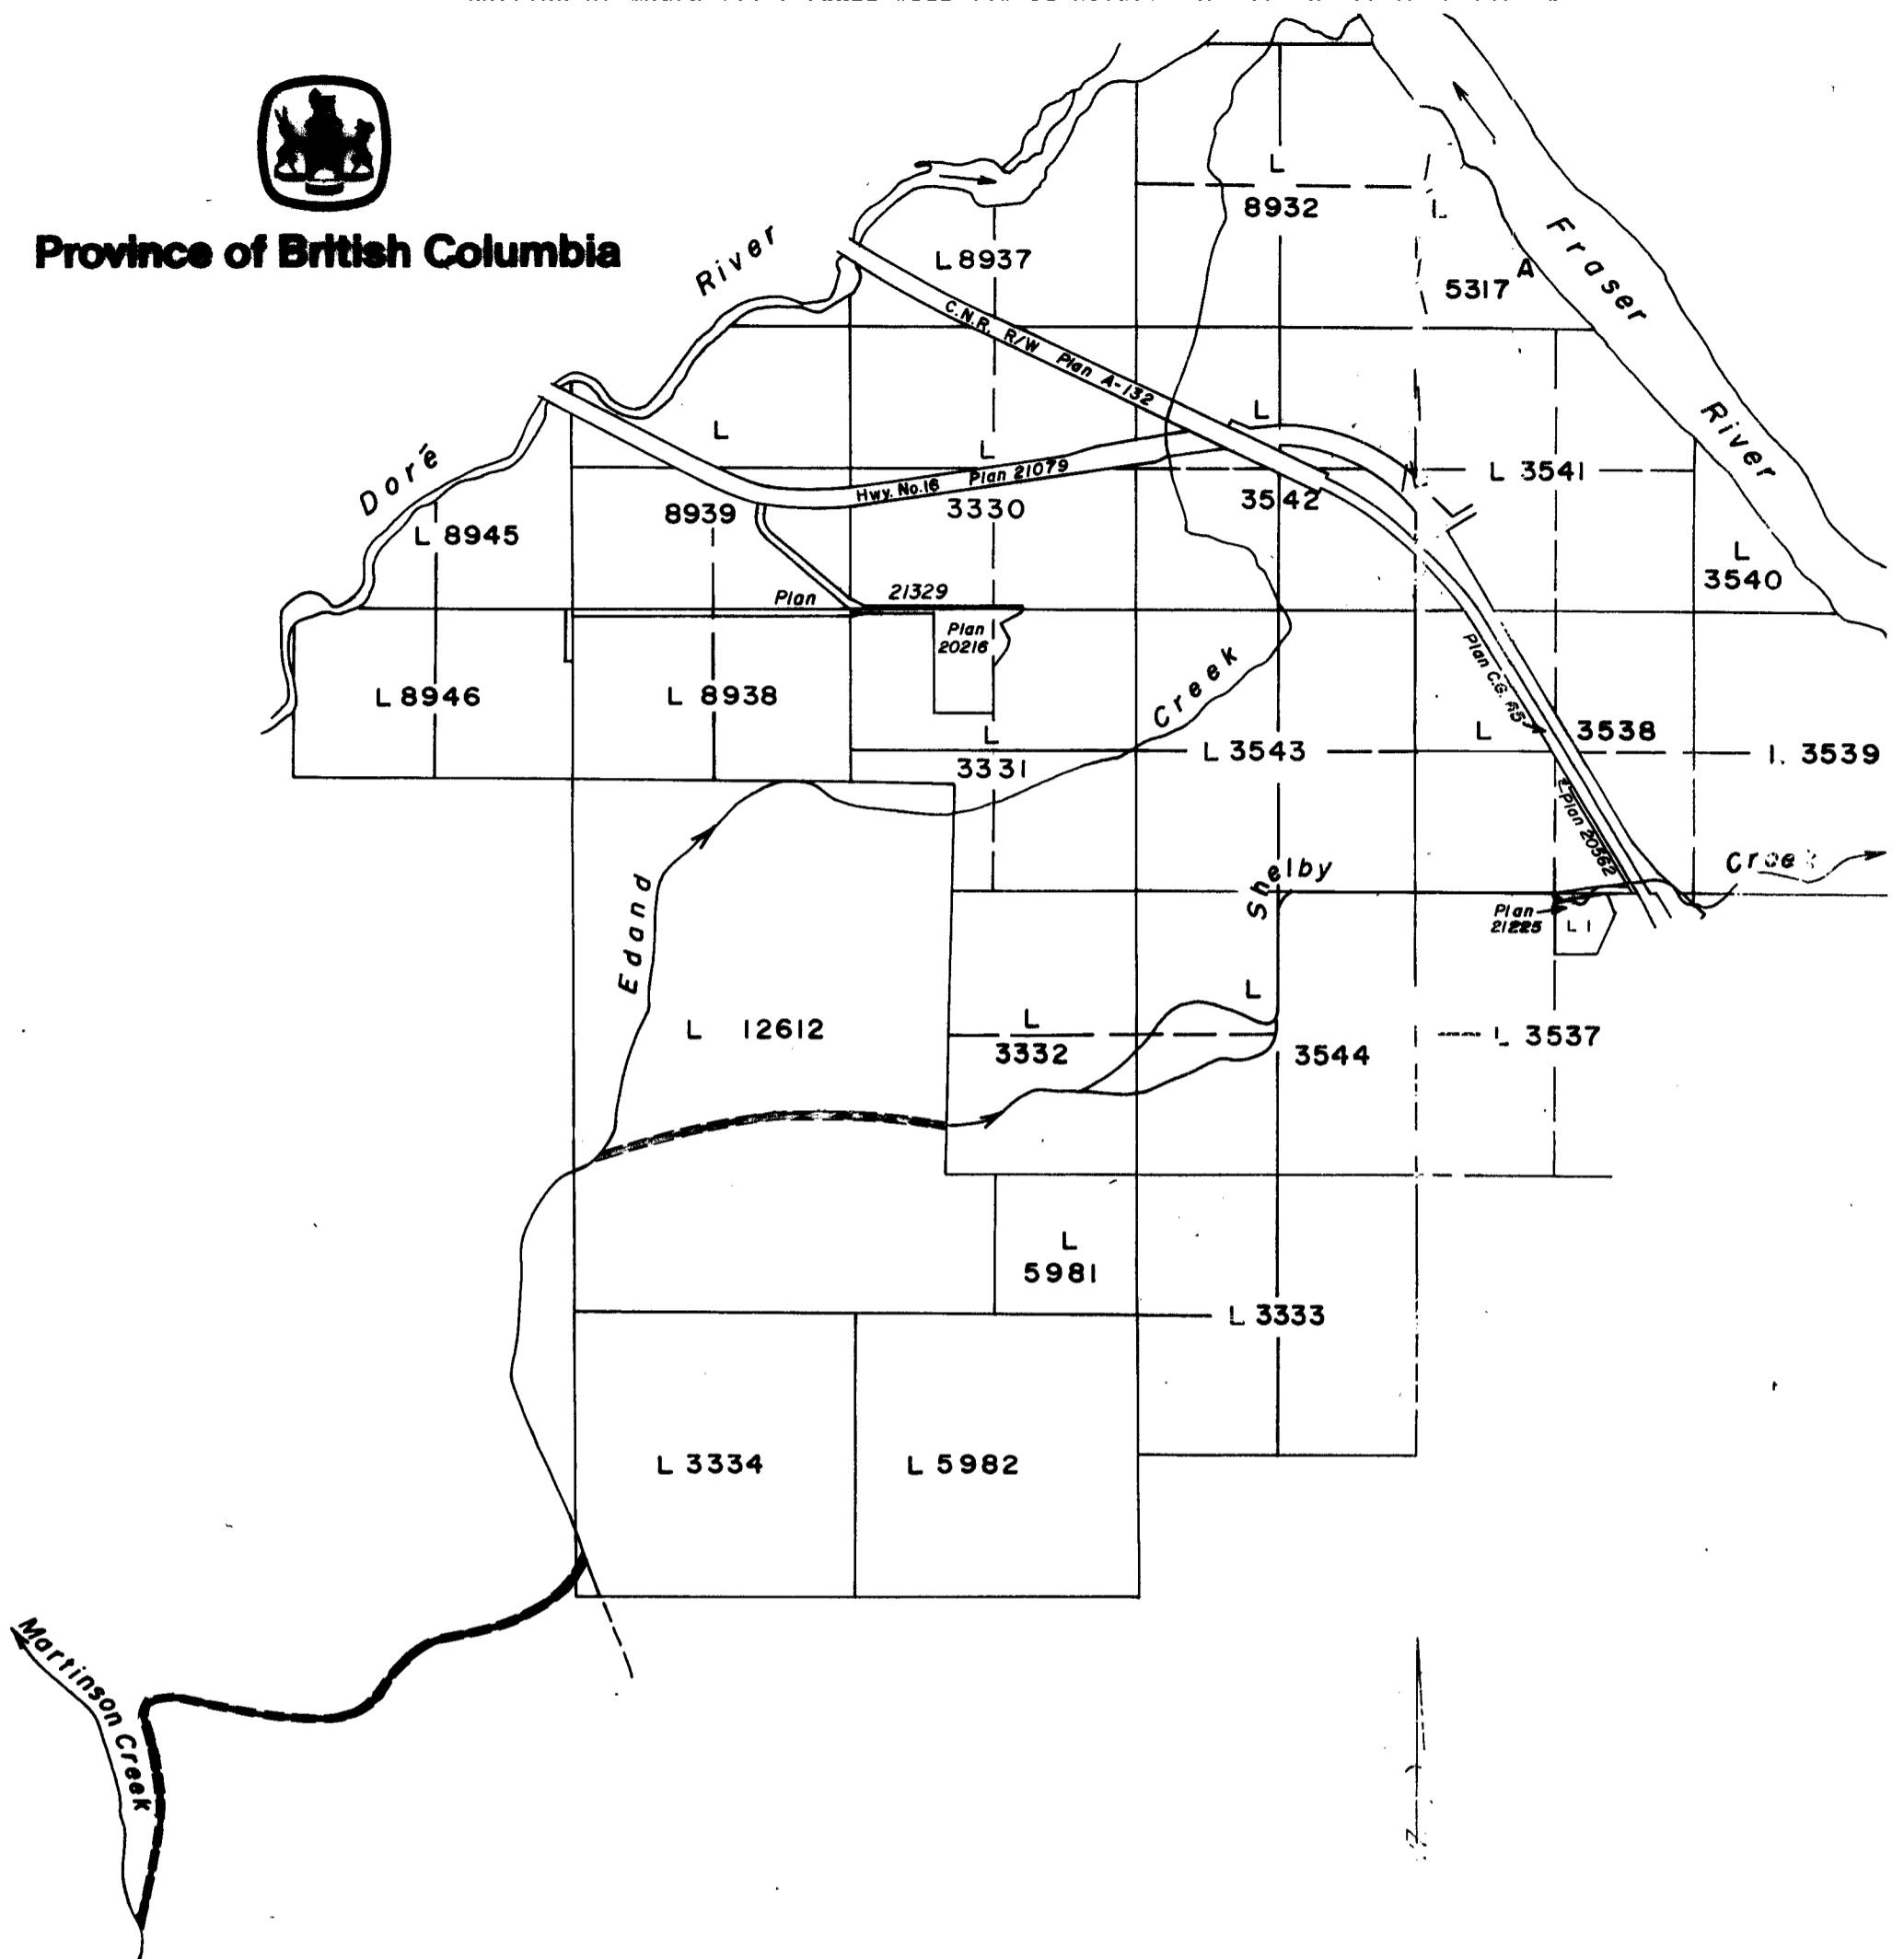 Province of British Columbia
L
8932
L
L 8937
River
Fraser
A
5317
C.N.R. R/W Plan A-132
L
L
L
River
Doré
Hwy. No.16 Plan 21079
L 3541
8939
3330
3542
L 8945
L
3540
Plan
21329
Plan
20216
Creek
Plan C.G.
L 8946
L 8938
L
3538
L
3331
L 3543
3539
Plan 20562
Edand
Shelby
Creek
Plan
L 1
L
L 12612
L
3332
3544
L 3537
L
5981
L 3333
L 3334
L 5982
Martinson Creek